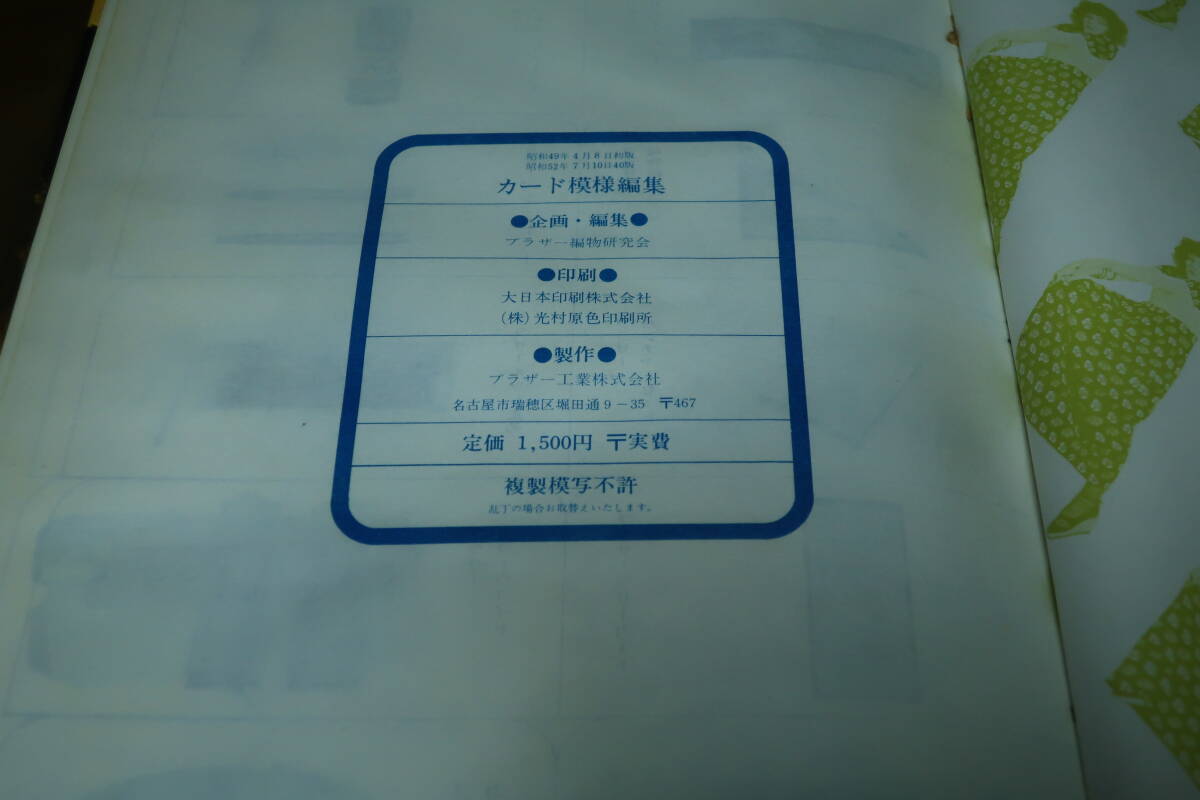 昭和49年4月8日初版
昭和52年7月10日40版
カード模様編集
●企画・編集●
ブラザー編物研究会
●印刷●
大日本印刷株式会社
(株)光村原色印刷所
●製作●
ブラザー工業株式会社
名古屋市瑞穂区堀田通9-35 〒467
定価 1,500円 〒実費
複製模写不許
乱丁の場合お取替えいたします。